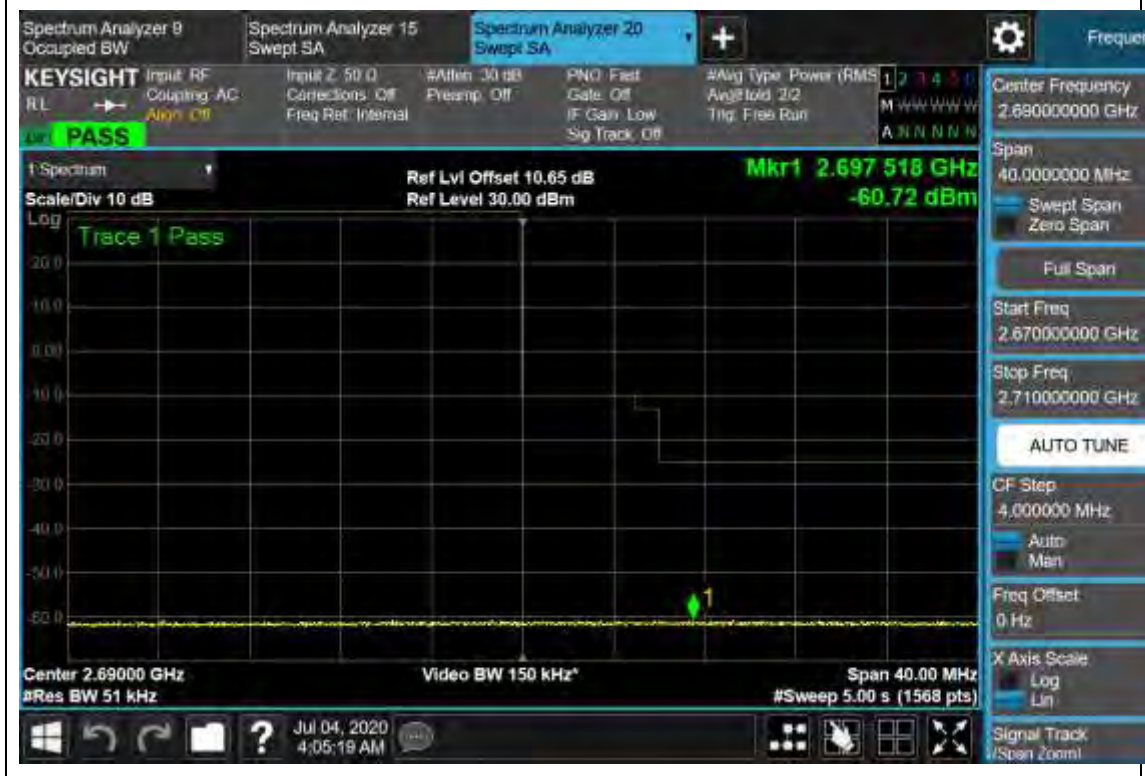 Spectrum Analyzer 9
Occupied BW
Spectrum Analyzer 15
Swept SA
Spectrum Analyzer 20
Swept SA
+
Frequen
KEYSIGHT
RL
Input: RF
Coupling: AC
Align: Off
Input Z: 50 Ω
Corrections: Off
Freq Ref: Internal
#Atten: 30 dB
Preamp: Off
PNO: Fast
Gate: Off
IF Gain: Low
Sig Track: Off
#Avg Type: Power (RMS
Avg|Hold: 2/2
Trig: Free Run
1 2 3 4 5 6
M W W W W W
A N N N N N
PASS
1 Spectrum
Scale/Div 10 dB
Ref Lvl Offset 10.65 dB
Ref Level 30.00 dBm
Mkr1 2.697 518 GHz
-60.72 dBm
Log
Trace 1 Pass
20.0
10.0
0.00
-10.0
-20.0
-30.0
-40.0
-50.0
-60.0
1
Center 2.69000 GHz
#Res BW 51 kHz
Video BW 150 kHz*
Span 40.00 MHz
#Sweep 5.00 s (1568 pts)
Center Frequency
2.690000000 GHz
Span
40.0000000 MHz
Swept Span
Zero Span
Full Span
Start Freq
2.670000000 GHz
Stop Freq
2.710000000 GHz
AUTO TUNE
CF Step
4.000000 MHz
Auto
Man
Freq Offset
0 Hz
X Axis Scale
Log
Lin
Signal Track
(Span Zoom)
?
Jul 04, 2020
4:05:19 AM